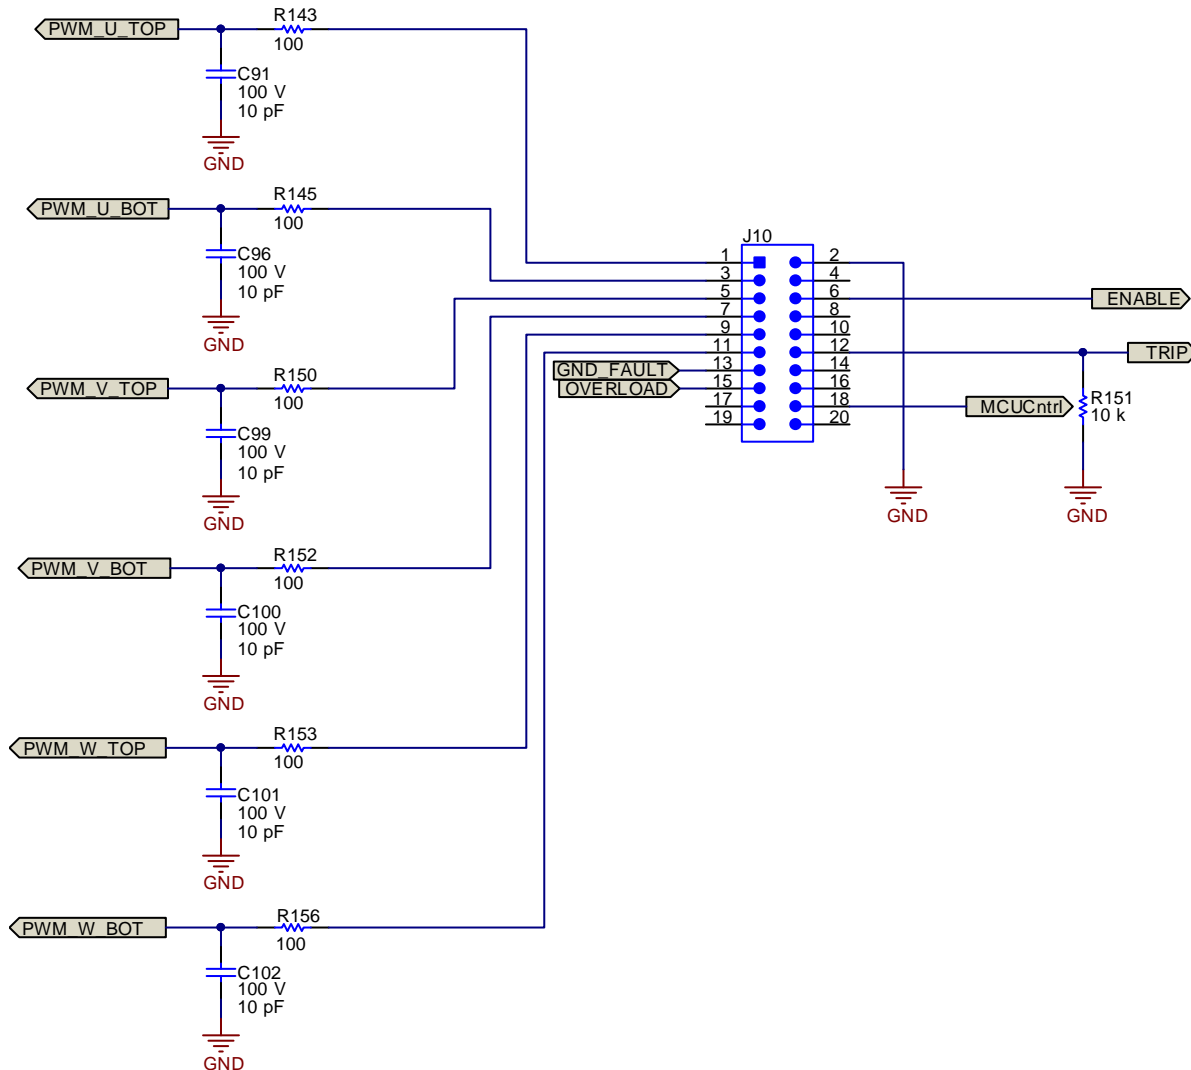 PWM_U_TOP
R143
100
C91
100 V
10 pF
GND
PWM_U_BOT
R145
100
C96
100 V
10 pF
GND
PWM_V_TOP
R150
100
C99
100 V
10 pF
GND
PWM_V_BOT
R152
100
C100
100 V
10 pF
GND
PWM_W_TOP
R153
100
C101
100 V
10 pF
GND
PWM_W_BOT
R156
100
C102
100 V
10 pF
GND
J10
1 2
3 4
5 6
7 8
9 10
11 12
13 14
15 16
17 18
19 20
GND_FAULT
OVERLOAD
ENABLE
TRIP
MCUCntrl
R151
10 k
GND
GND